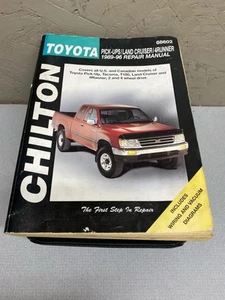 68602
TOYOTA
PICK-UPS/LAND CRUISER/4RUNNER
1989-96 REPAIR MANUAL
Covers all U.S. and Canadian models of
Toyota Pick-Up, Tacoma, T100, Land Cruiser and
4Runner; 2 and 4 wheel drive
CHILTON
INCLUDES
WIRING AND VACUUM
DIAGRAMS
The First Step In Repair